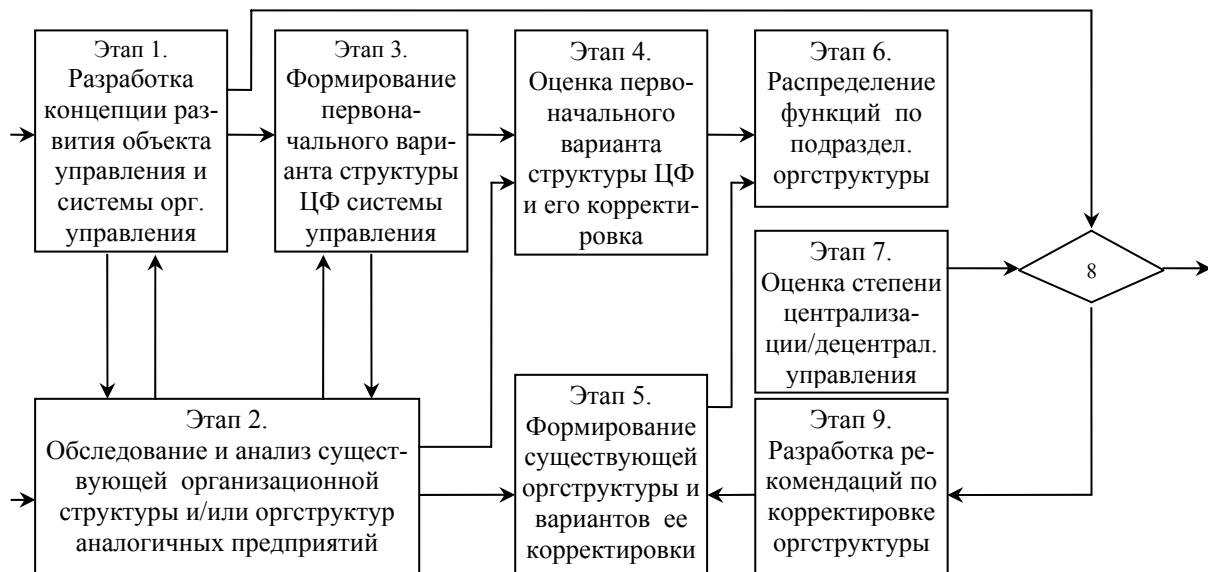 Этап 1.
Разработка
концепции раз-
вития объекта
управления и
системы орг.
управления
Этап 3.
Формирование
первона-
чального вари-
анта структуры
ЦФ системы
управления
Этап 4.
Оценка перво-
начального
варианта
структуры ЦФ
и его корректи-
ровка
Этап 6.
Распределение
функций по
подраздел.
оргструктуры
Этап 7.
Оценка степени
централиза-
ции/децентрал.
управления
8
Этап 2.
Обследование и анализ сущест-
вующей организационной
структуры и/или оргструктур
аналогичных предприятий
Этап 5.
Формирование
существующей
оргструктуры и
вариантов ее
корректировки
Этап 9.
Разработка ре-
комендаций по
корректировке
оргструктуры